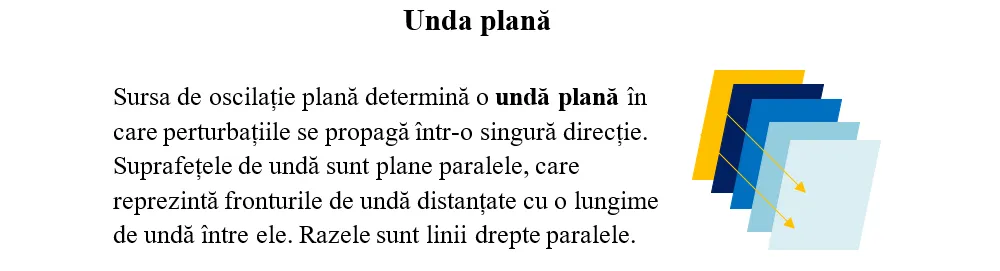 Unda plană
Sursa de oscilație plană determină o undă plană în
care perturbațiile se propagă într-o singură direcție.
Suprafețele de undă sunt plane paralele, care
reprezintă fronturile de undă distanțate cu o lungime
de undă între ele. Razele sunt linii drepte paralele.